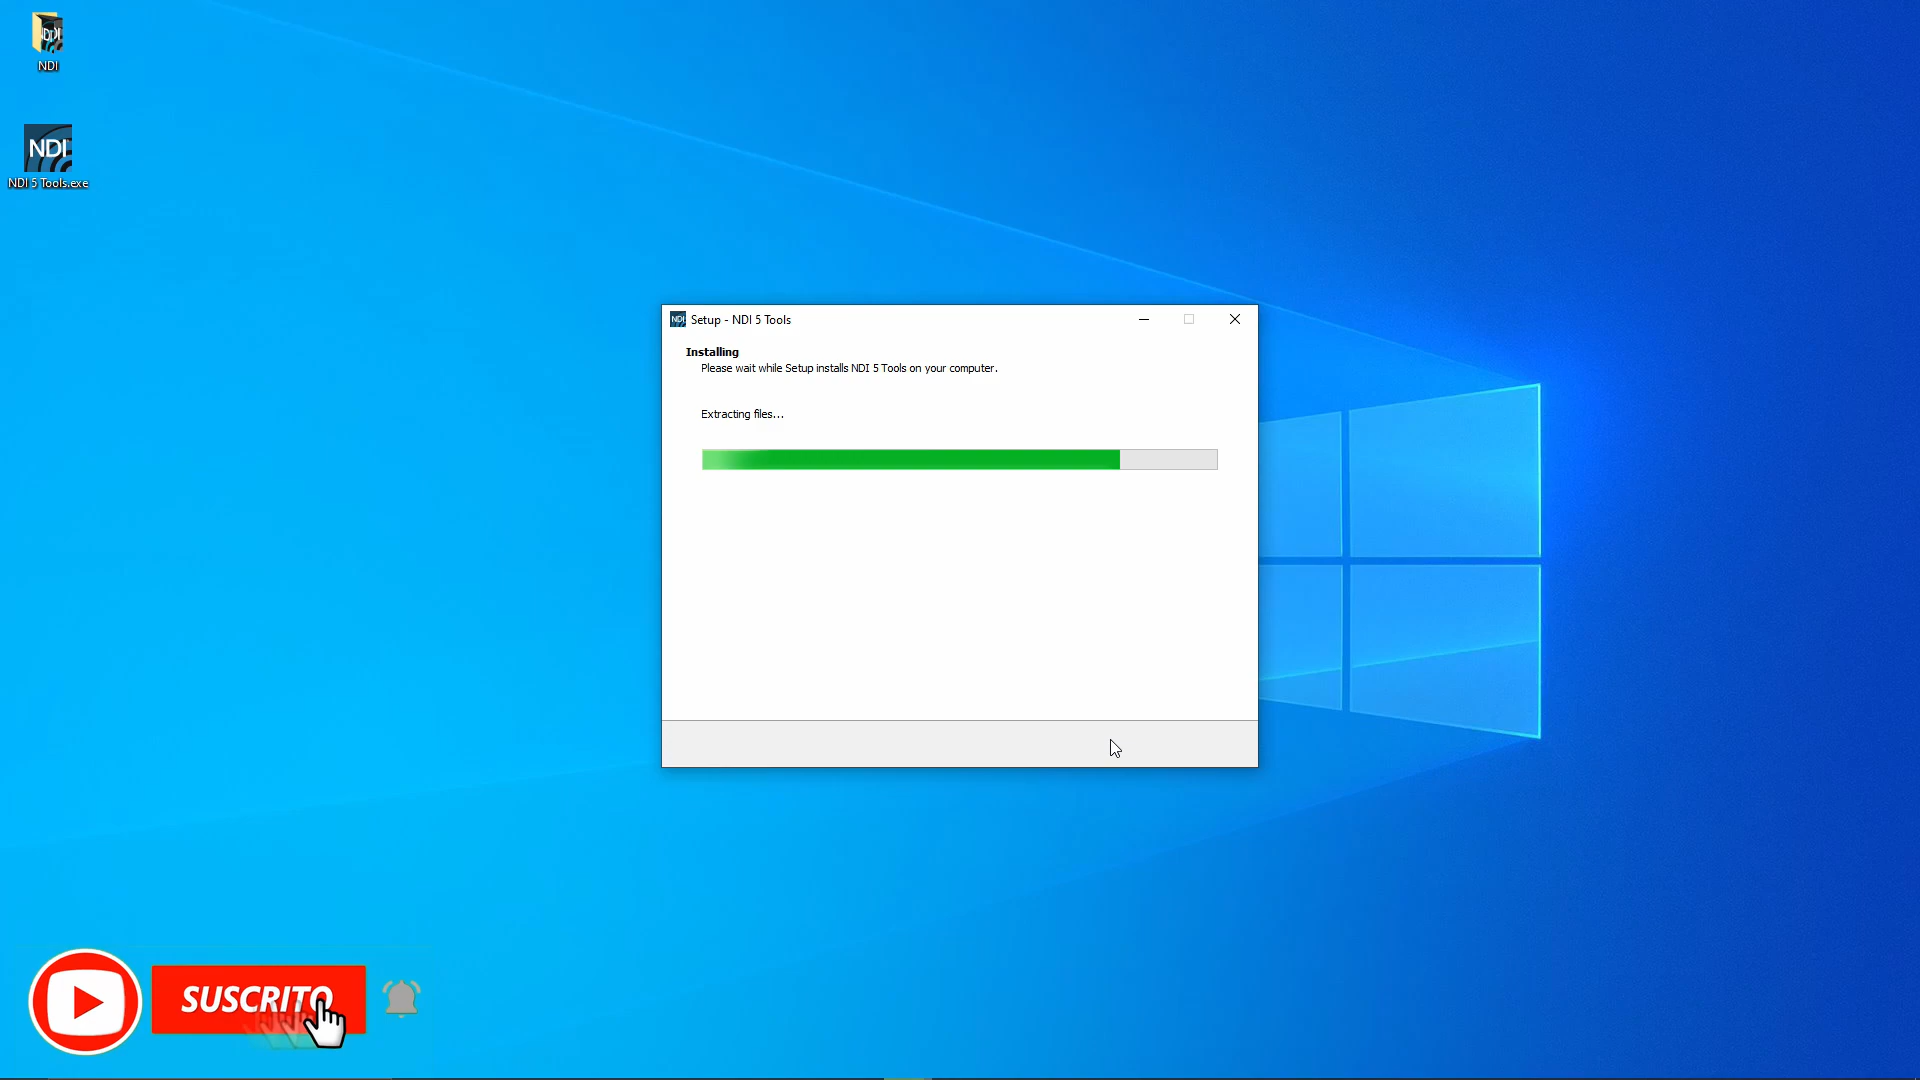 NDI
NDI
NDI 5 Tools.exe
NDI
Setup - NDI 5 Tools
Installing
Please wait while Setup installs NDI 5 Tools on your computer.
Extracting files...
SUSCRITO